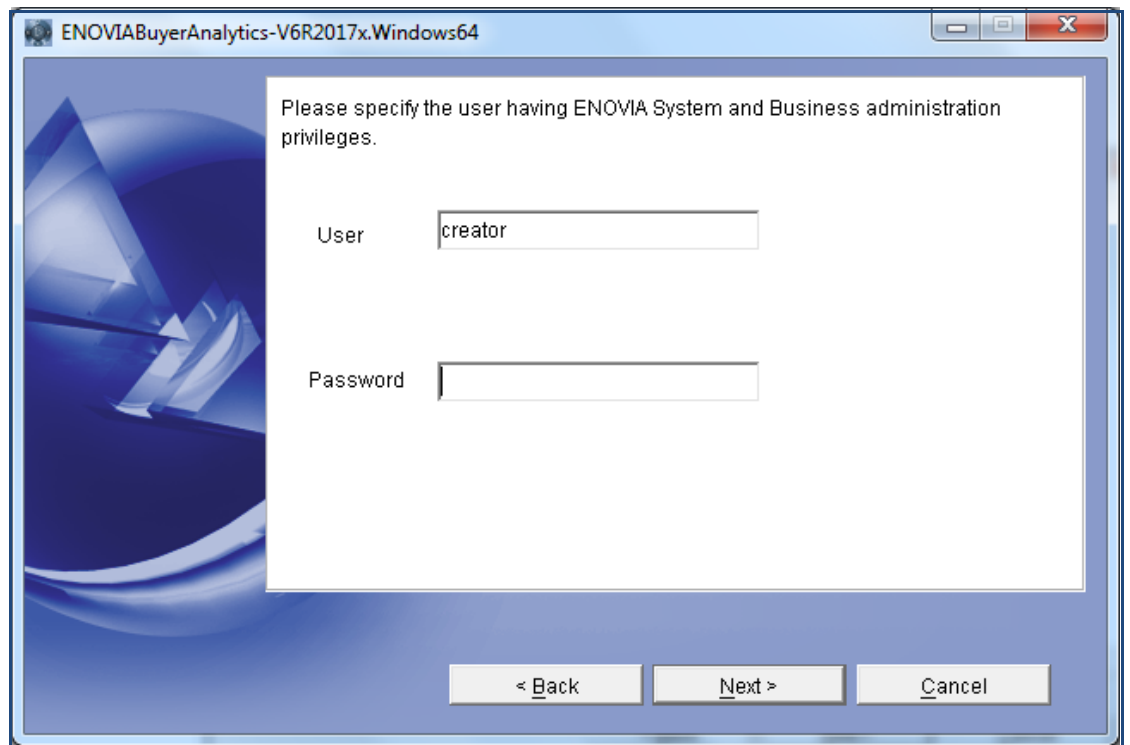 ENOVIABuyerAnalytics-V6R2017x.Windows64
Please specify the user having ENOVIA System and Business administration
privileges.
User
creator
Password
< Back
Next >
Cancel